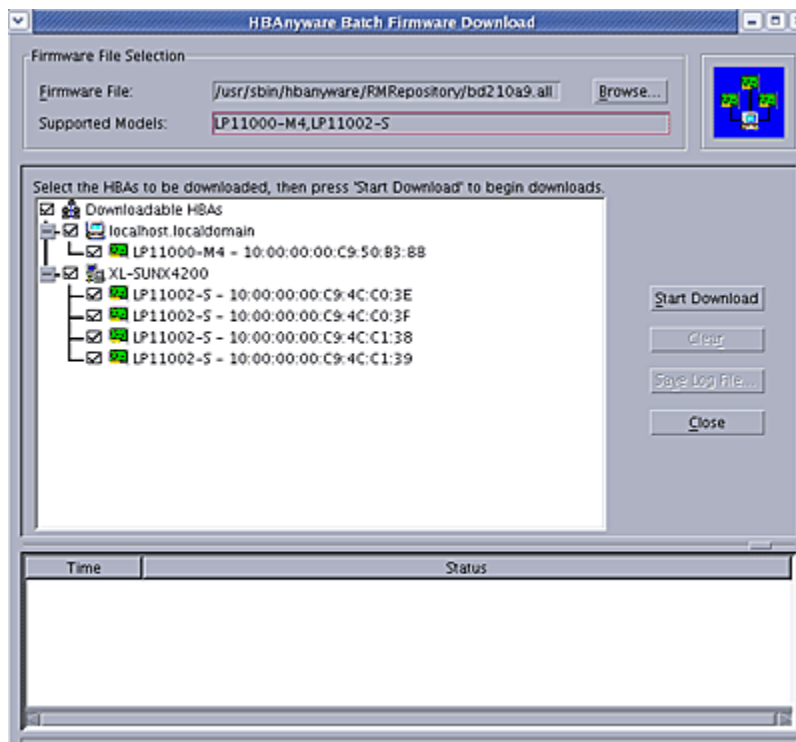 HBAnyware Batch Firmware Download
Firmware File Selection
Firmware File: /usr/sbin/hbanyware/RMRepository/bd210a9.all Browse...
Supported Models: LP11000-M4,LP11002-S
Select the HBAs to be downloaded, then press 'Start Download' to begin downloads.
Downloadable HBAs
localhost.localdomain
LP11000-M4 - 10:00:00:00:C9:50:B3:BB
XL-SUNX4200
LP11002-S - 10:00:00:00:C9:4C:C0:3E
LP11002-S - 10:00:00:00:C9:4C:C0:3F
LP11002-S - 10:00:00:00:C9:4C:C1:38
LP11002-S - 10:00:00:00:C9:4C:C1:39
Start Download
Clear
Save Log File...
Close
Time Status